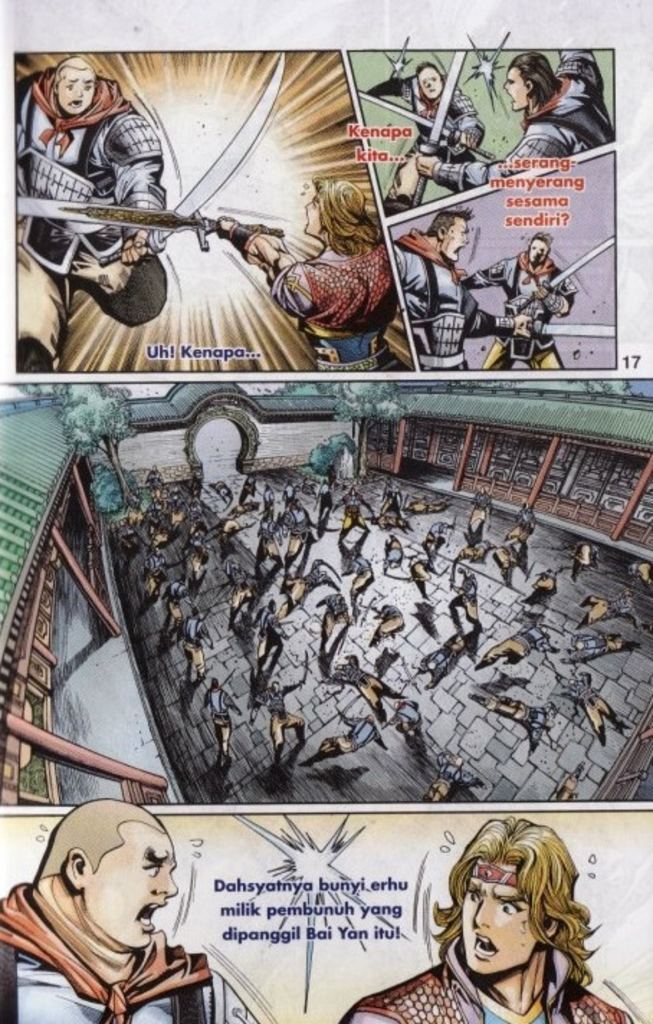 Uh! Kenapa...
Kenapa
kita...
...serang-
menyerang
sesama
sendiri?
17
Dahsyatnya bunyi erhu
milik pembunuh yang
dipanggil Bai Yan itu!